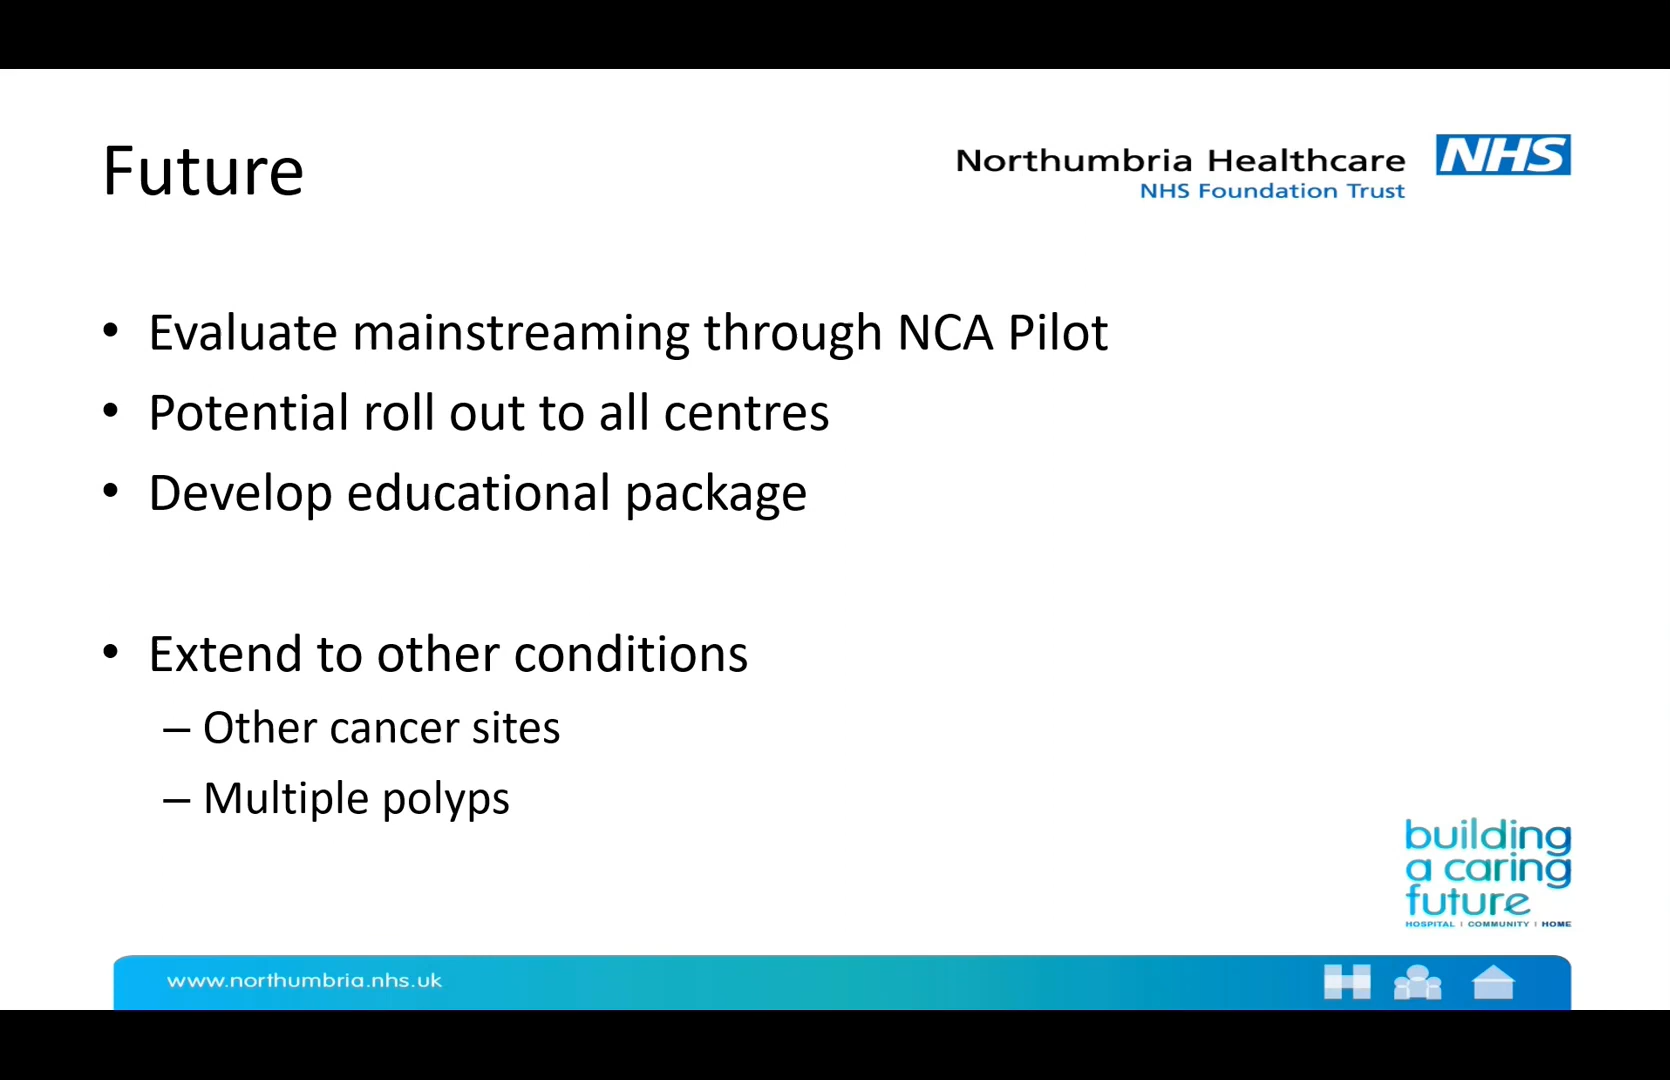 Future
Northumbria Healthcare NHS
NHS Foundation Trust
• Evaluate mainstreaming through NCA Pilot
• Potential roll out to all centres
• Develop educational package
• Extend to other conditions
– Other cancer sites
– Multiple polyps
building
a caring
future
HOSPITAL | COMMUNITY | HOME
www.northumbria.nhs.uk